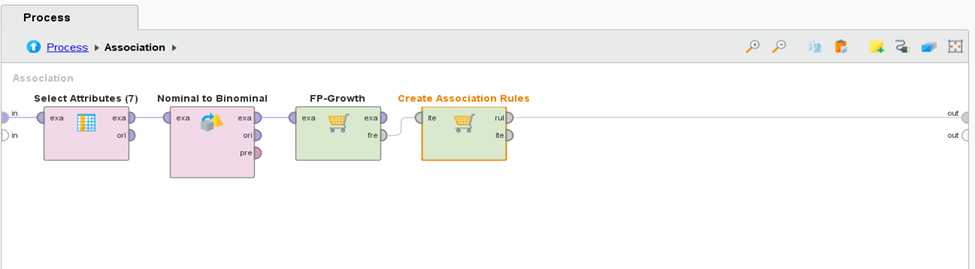 Process
Process ▸ Association ▸
Association
Select Attributes (7) Nominal to Binominal FP-Growth Create Association Rules
in exa exa exa exa exa exa ite rul out
in ori ori fre ite out
pre